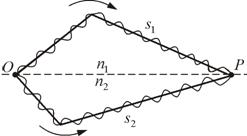 s₁
O n₁ P
n₂
s₂